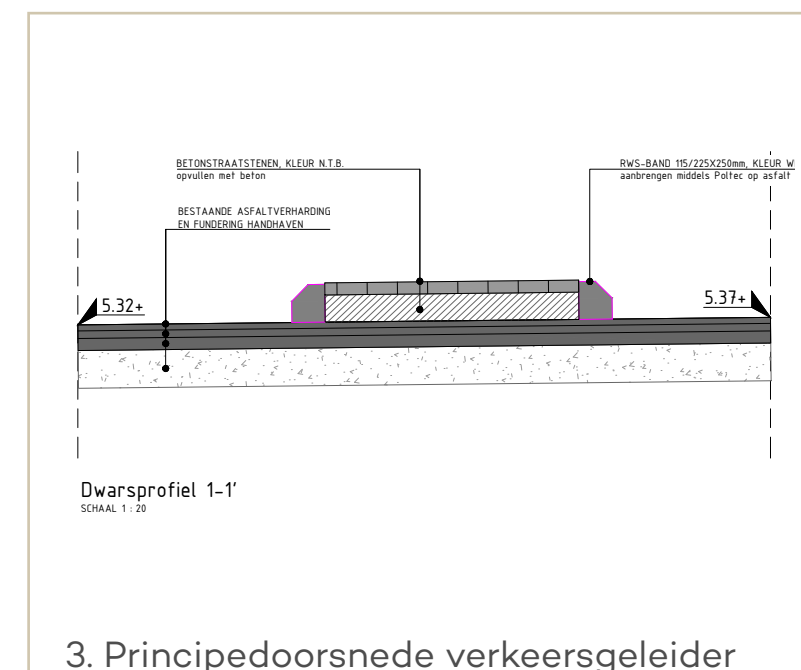 BETONSTRAATSTENEN, KLEUR N.T.B.
opvullen met beton
RWS-BAND 115/225X250mm, KLEUR
aanbrengen middels Poltec op asfalt
BESTAANDE ASFALTVERHARDING
EN FUNDERING HANDHAVEN
5.32+
5.37+
Dwarsprofiel 1-1'
SCHAAL 1 : 20
3. Principedoorsnede verkeersgeleider